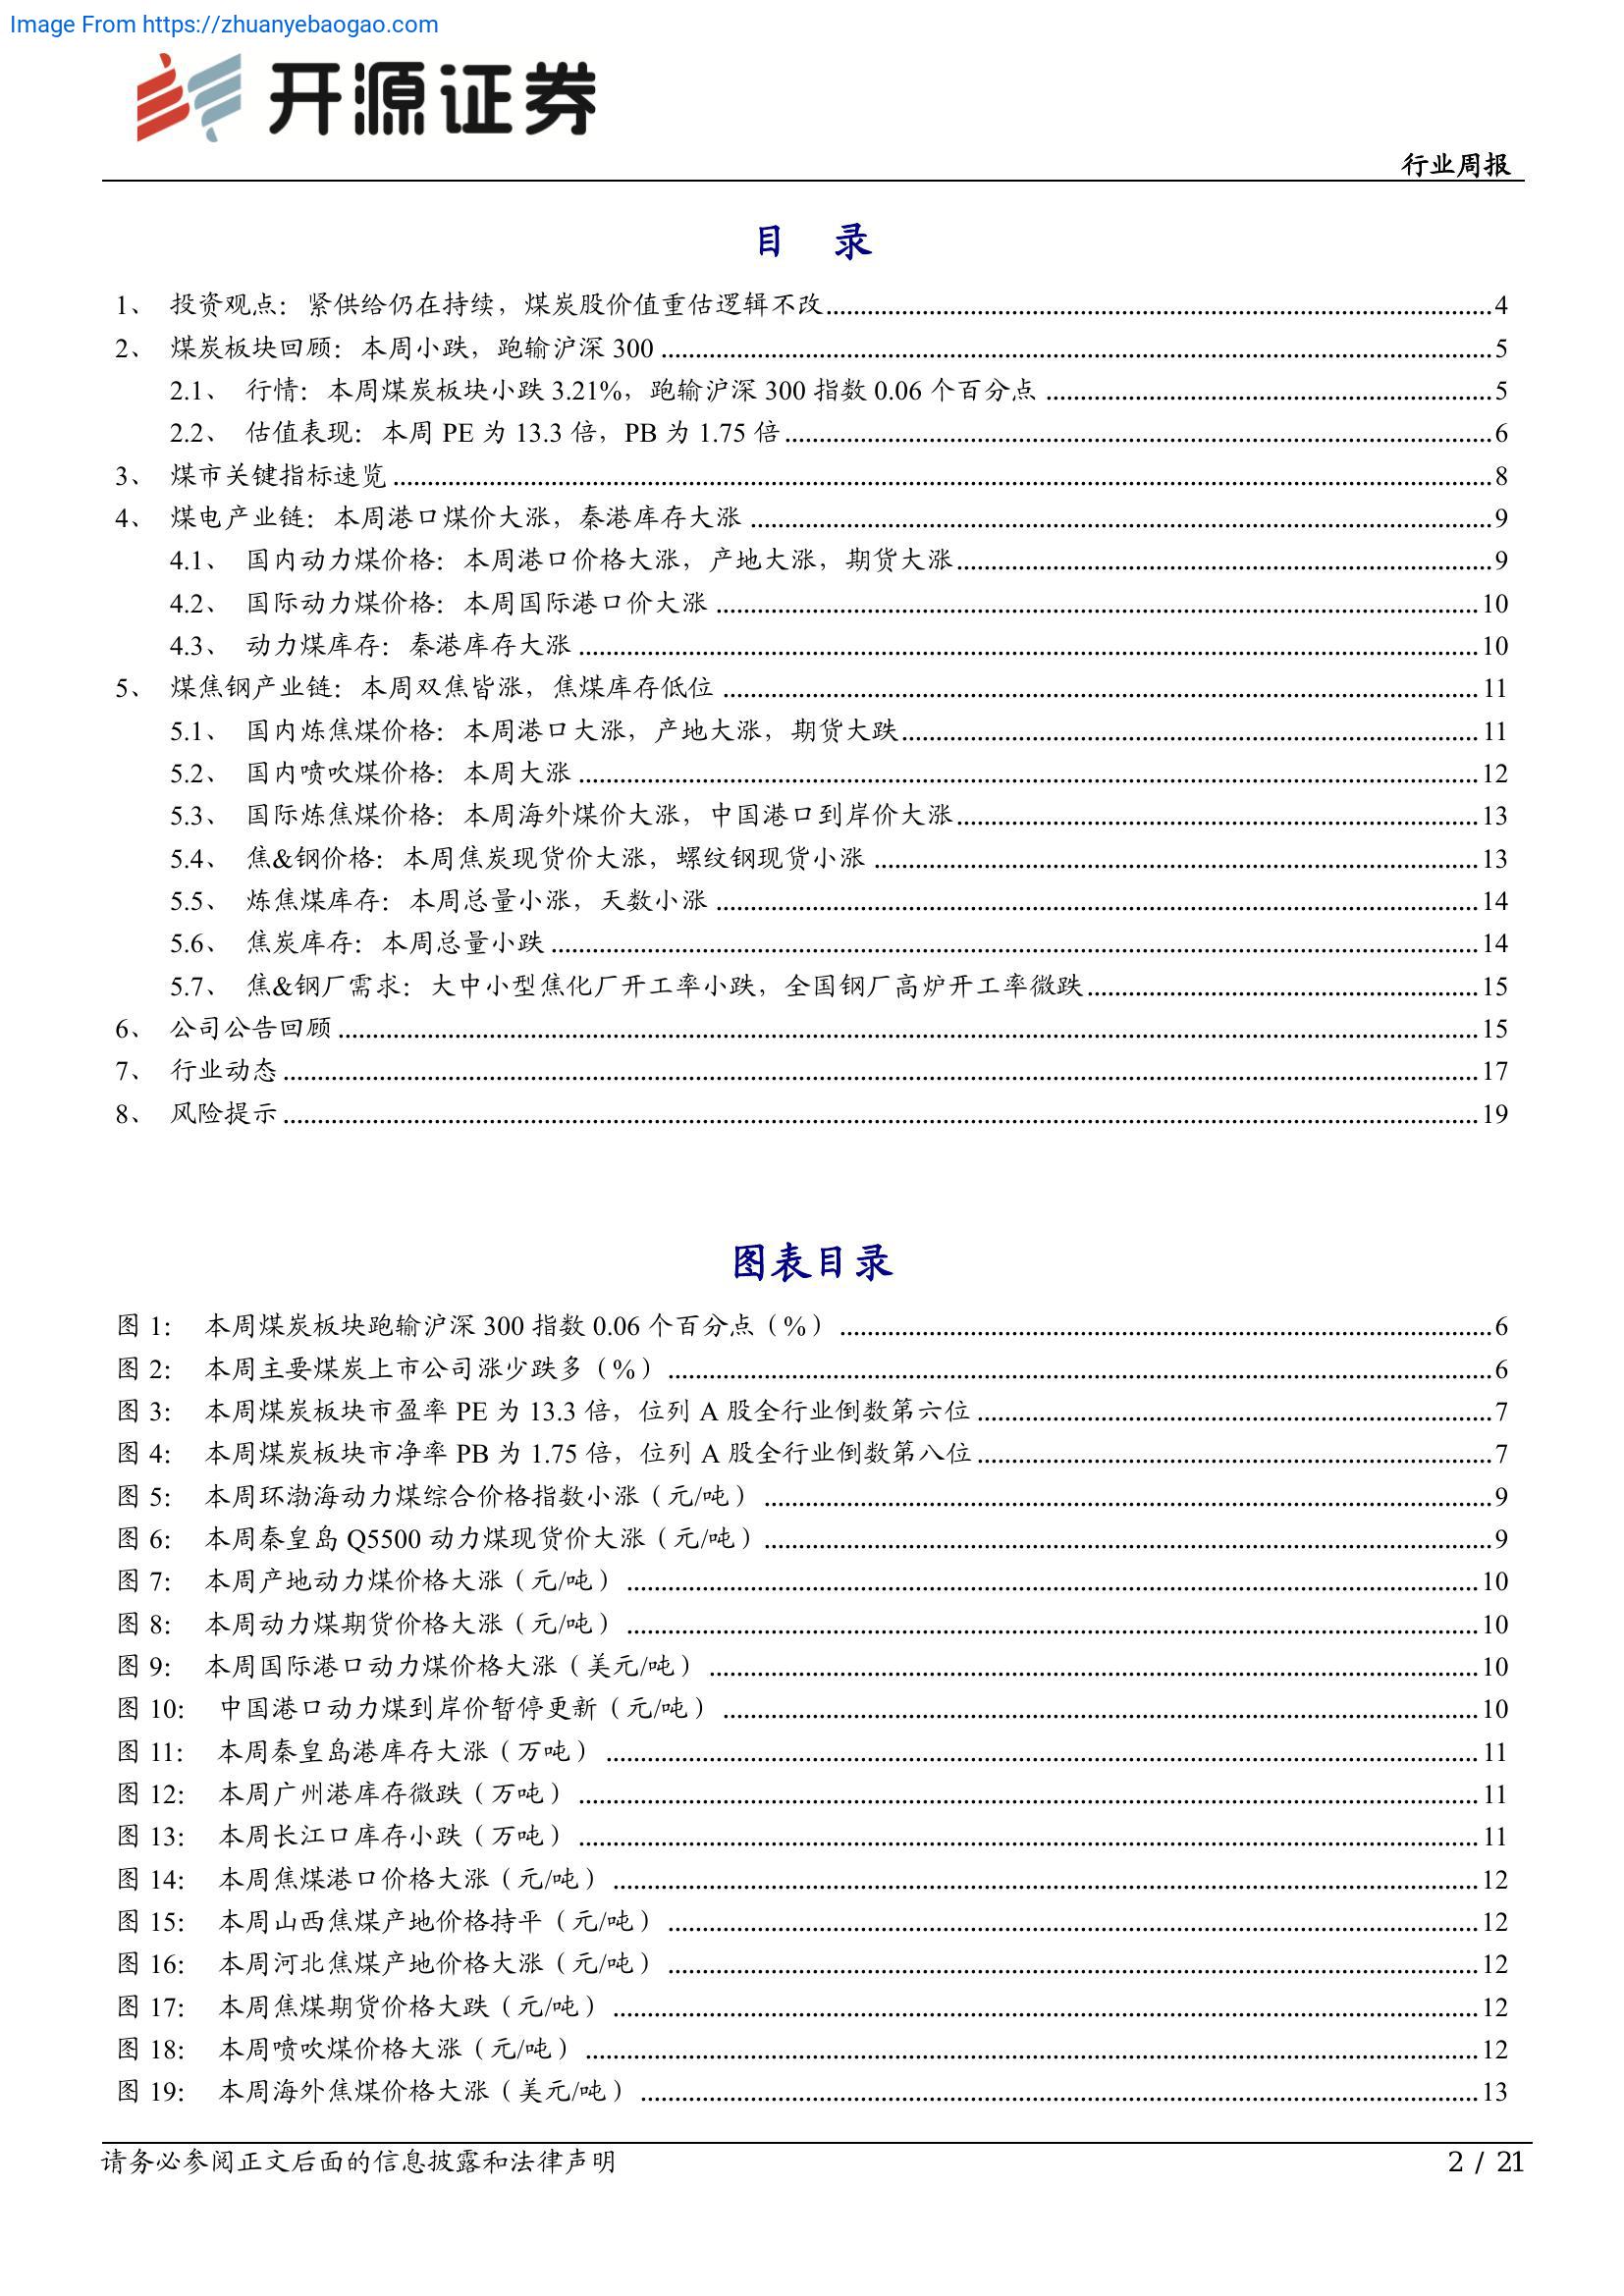 Image From https://zhuanyebaogao.com
开源证券
行业周报
目 录
1、 投资观点：紧供给仍在持续，煤炭股价值重估逻辑不改 4
2、 煤炭板块回顾：本周小跌，跑输沪深 300 5
2.1、 行情：本周煤炭板块小跌 3.21%，跑输沪深 300 指数 0.06 个百分点 5
2.2、 估值表现：本周 PE 为 13.3 倍，PB 为 1.75 倍 6
3、 煤市关键指标速览 8
4、 煤电产业链：本周港口煤价大涨，秦港库存大涨 9
4.1、 国内动力煤价格：本周港口价格大涨，产地大涨，期货大涨 9
4.2、 国际动力煤价格：本周国际港口价大涨 10
4.3、 动力煤库存：秦港库存大涨 10
5、 煤焦钢产业链：本周双焦皆涨，焦煤库存低位 11
5.1、 国内炼焦煤价格：本周港口大涨，产地大涨，期货大跌 11
5.2、 国内喷吹煤价格：本周大涨 12
5.3、 国际炼焦煤价格：本周海外煤价大涨，中国港口到岸价大涨 13
5.4、 焦&钢价格：本周焦炭现货价大涨，螺纹钢现货小涨 13
5.5、 炼焦煤库存：本周总量小涨，天数小涨 14
5.6、 焦炭库存：本周总量小跌 14
5.7、 焦&钢厂需求：大中小型焦化厂开工率小跌，全国钢厂高炉开工率微跌 15
6、 公司公告回顾 15
7、 行业动态 17
8、 风险提示 19
图表目录
图 1： 本周煤炭板块跑输沪深 300 指数 0.06 个百分点（%） 6
图 2： 本周主要煤炭上市公司涨少跌多（%） 6
图 3： 本周煤炭板块市盈率 PE 为 13.3 倍，位列 A 股全行业倒数第六位 7
图 4： 本周煤炭板块市净率 PB 为 1.75 倍，位列 A 股全行业倒数第八位 7
图 5： 本周环渤海动力煤综合价格指数小涨（元/吨） 9
图 6： 本周秦皇岛 Q5500 动力煤现货价大涨（元/吨） 9
图 7： 本周产地动力煤价格大涨（元/吨） 10
图 8： 本周动力煤期货价格大涨（元/吨） 10
图 9： 本周国际港口动力煤价格大涨（美元/吨） 10
图 10： 中国港口动力煤到岸价暂停更新（元/吨） 10
图 11： 本周秦皇岛港库存大涨（万吨） 11
图 12： 本周广州港库存微跌（万吨） 11
图 13： 本周长江口库存小跌（万吨） 11
图 14： 本周焦煤港口价格大涨（元/吨） 12
图 15： 本周山西焦煤产地价格持平（元/吨） 12
图 16： 本周河北焦煤产地价格大涨（元/吨） 12
图 17： 本周焦煤期货价格大跌（元/吨） 12
图 18： 本周喷吹煤价格大涨（元/吨） 12
图 19： 本周海外焦煤价格大涨（美元/吨） 13
请务必参阅正文后面的信息披露和法律声明 2 / 21